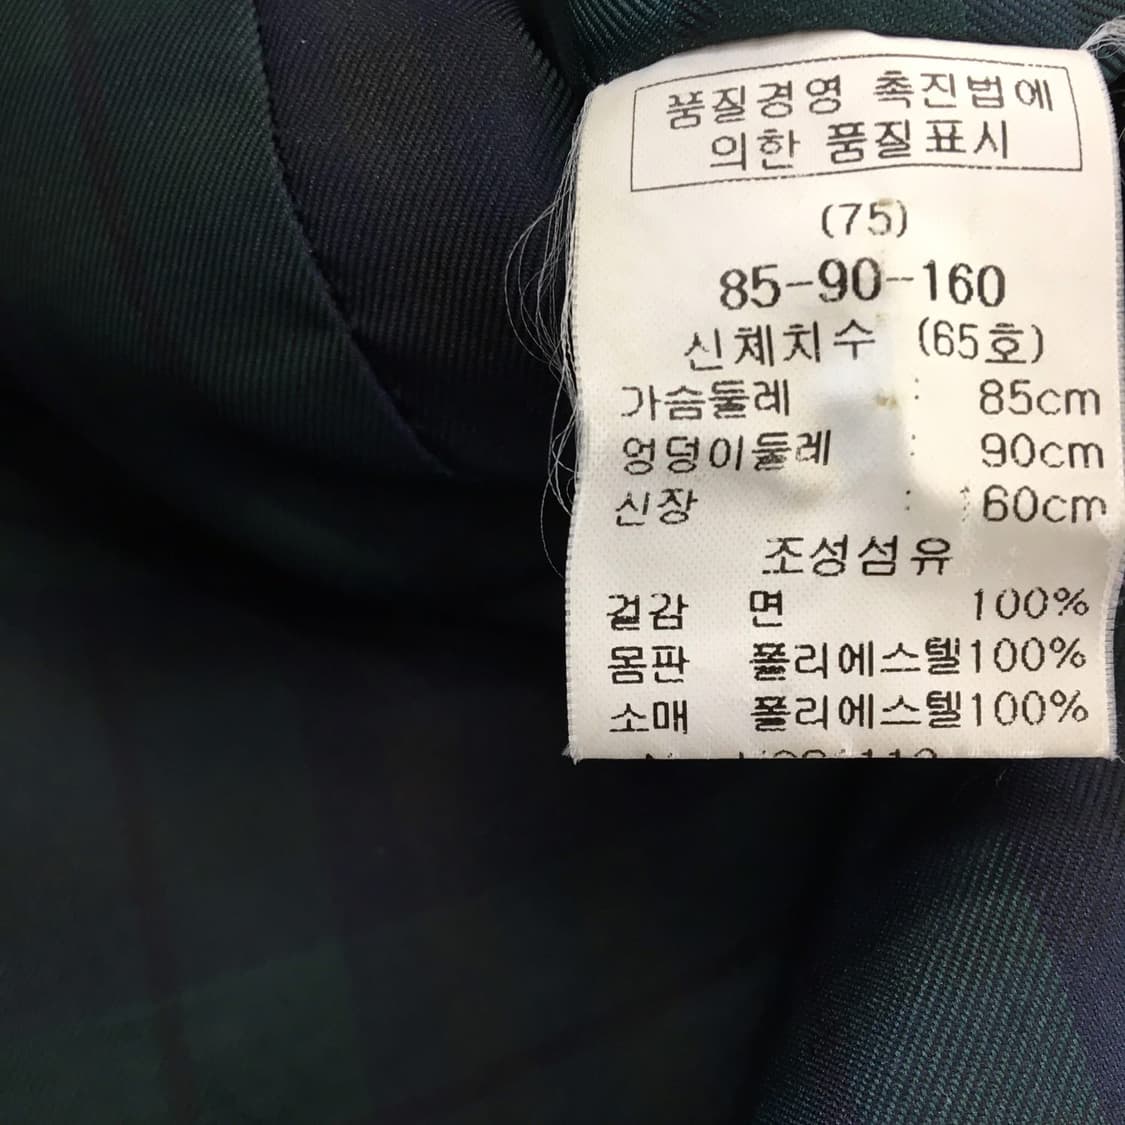 품질경영 촉진법에
의한 품질표시
(75)
85-90-160
신체치수 (65호)
가슴둘레 : 85cm
엉덩이둘레 : 90cm
신장 : 160cm
조성섬유
겉감 면 100%
몸판 폴리에스텔100%
소매 폴리에스텔100%